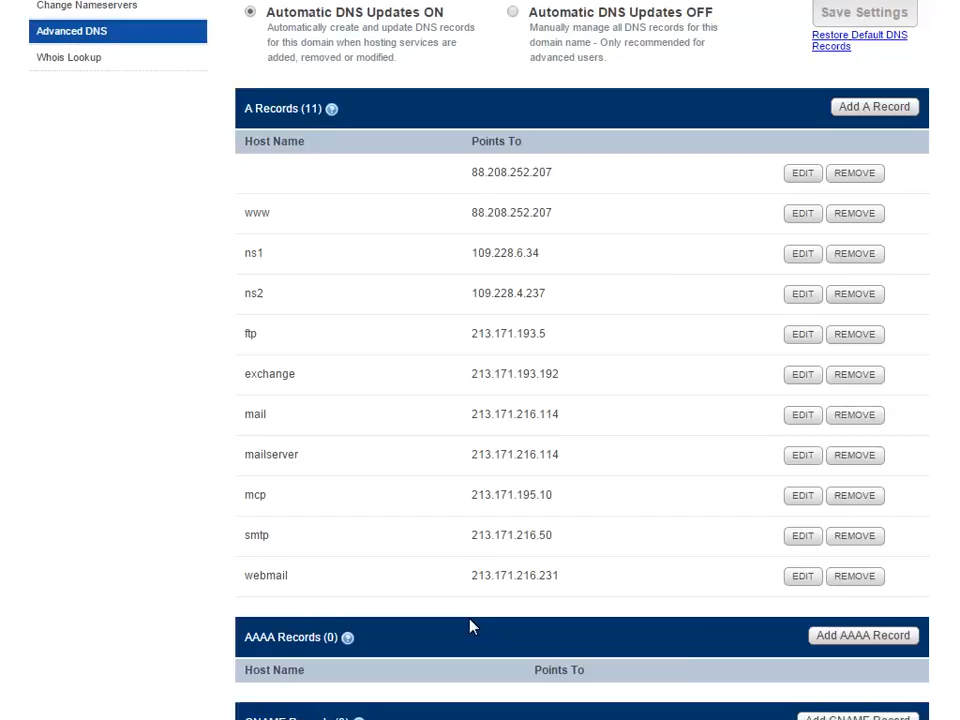 Change Nameservers
Advanced DNS
Whois Lookup
Automatic DNS Updates ON
Automatically create and update DNS records
for this domain when hosting services are
added, removed or modified.
Automatic DNS Updates OFF
Manually manage all DNS records for this
domain name - Only recommended for
advanced users.
Save Settings
Restore Default DNS
Records
A Records (11) ?
Add A Record
Host Name Points To
88.208.252.207 EDIT REMOVE
www 88.208.252.207 EDIT REMOVE
ns1 109.228.6.34 EDIT REMOVE
ns2 109.228.4.237 EDIT REMOVE
ftp 213.171.193.5 EDIT REMOVE
exchange 213.171.193.192 EDIT REMOVE
mail 213.171.216.114 EDIT REMOVE
mailserver 213.171.216.114 EDIT REMOVE
mcp 213.171.195.10 EDIT REMOVE
smtp 213.171.216.50 EDIT REMOVE
webmail 213.171.216.231 EDIT REMOVE
AAAA Records (0) ?
Add AAAA Record
Host Name Points To
CNAME Records
Add CNAME Record